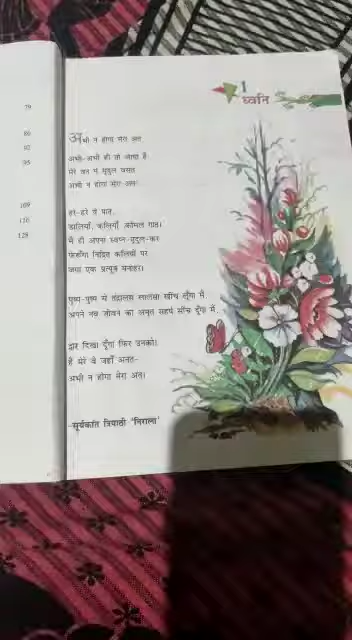 79
86
92
95
109
116
125
1
ध्वनि
अभी न होगा मेरा अंत
अभी-अभी ही तो आया है
मेरे वन में मृदुल वसंत-
अभी न होगा मेरा अंत।
हरे-हरे ये पात,
डालियाँ, कलियाँ, कोमल गात।
मैं ही अपना स्वप्न-मृदुल-कर
फेरूँगा निद्रित कलियों पर
जगा एक प्रत्यूष मनोहर।
पुष्प-पुष्प से तंद्रालस लालसा खींच लूँगा मैं,
अपने नव जीवन का अमृत सहर्ष सींच दूँगा मैं,
द्वार दिखा दूँगा फिर उनको।
हैं मेरे वे जहाँ अनंत-
अभी न होगा मेरा अंत।
-सूर्यकांत त्रिपाठी 'निराला'